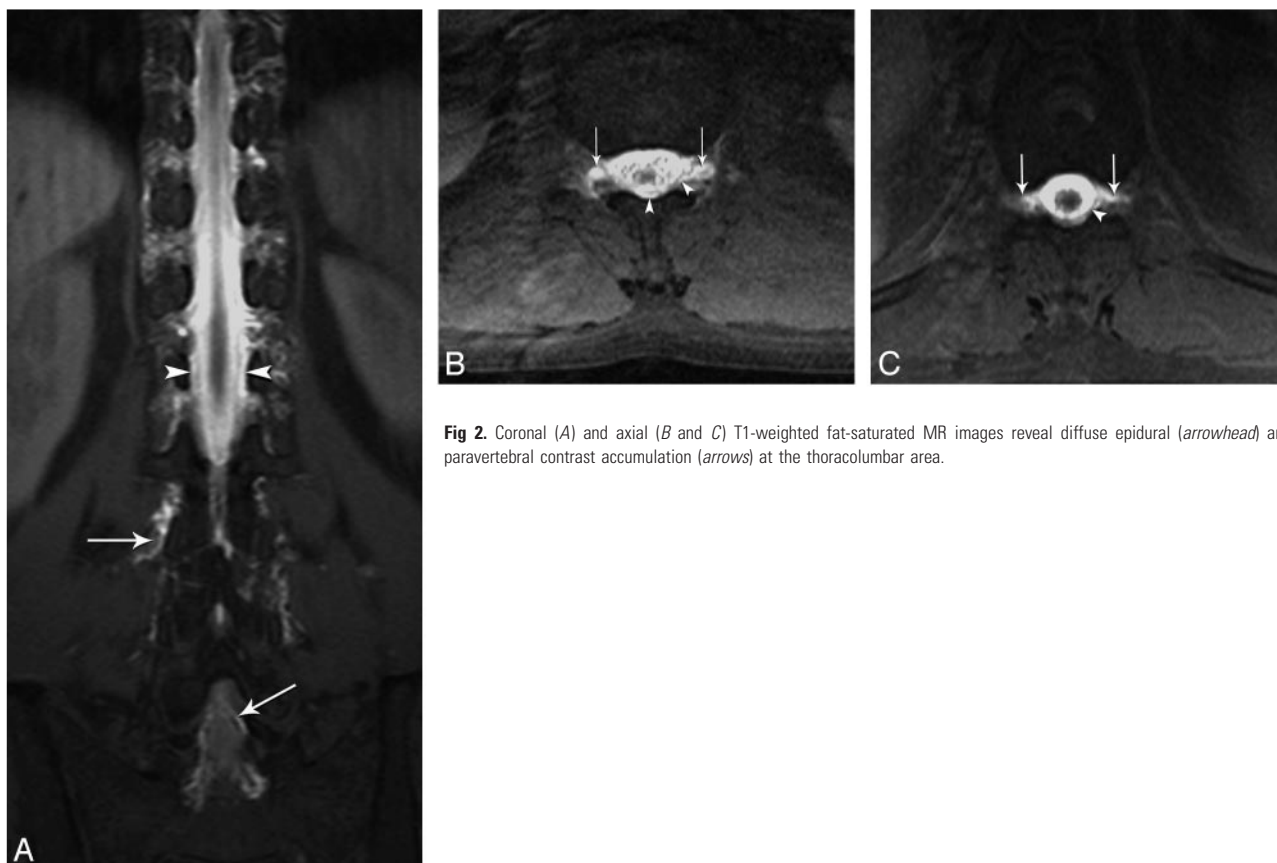 B
C
Fig 2. Coronal (A) and axial (B and C) T1-weighted fat-saturated MR images reveal diffuse epidural (arrowhead)
paravertebral contrast accumulation (arrows) at the thoracolumbar area.
A